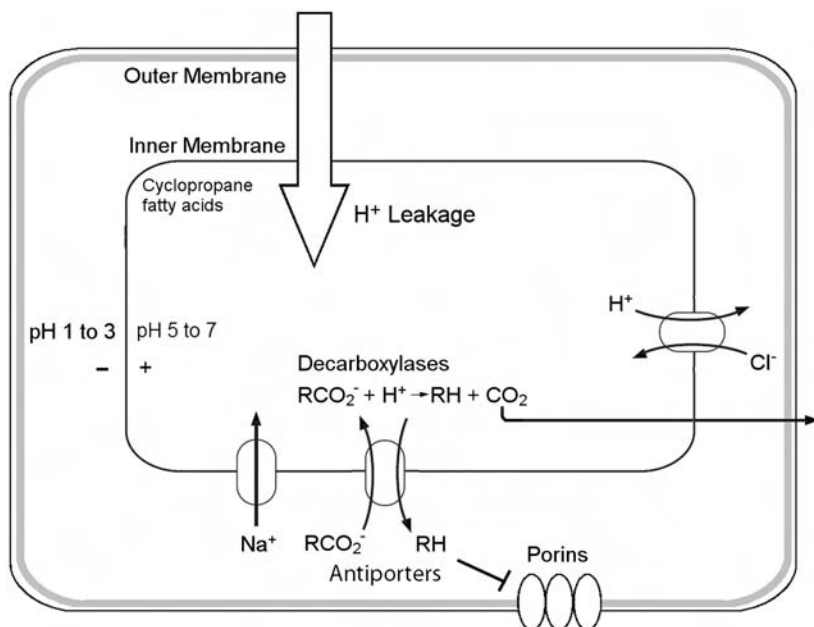 Outer Membrane
Inner Membrane
Cyclopropane
fatty acids
H⁺ Leakage
pH 1 to 3
pH 5 to 7
− +
H⁺
Cl⁻
Decarboxylases
RCO₂⁻ + H⁺ → RH + CO₂
Na⁺
RCO₂⁻
RH
Antiporters
Porins